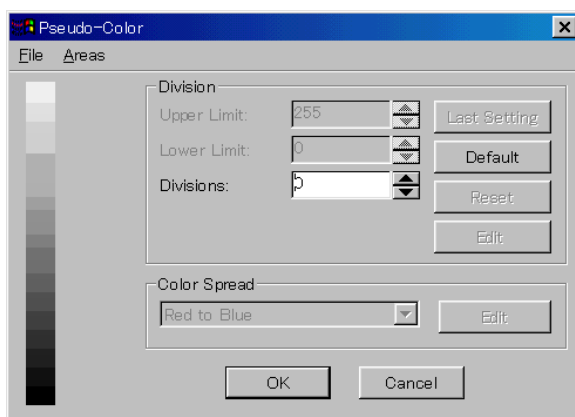 Pseudo-Color
File Areas
Division
Upper Limit: 255
Last Setting
Lower Limit: 0
Default
Divisions:
Reset
Edit
Color Spread
Red to Blue
Edit
OK Cancel